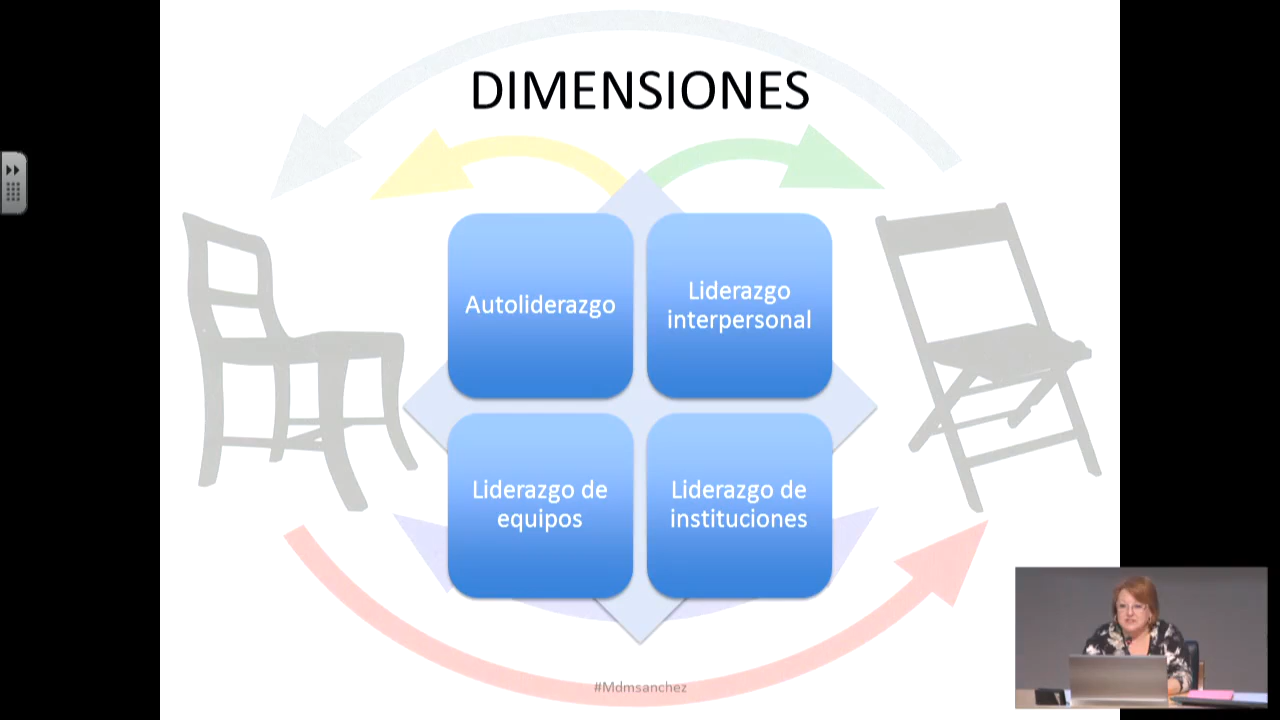 DIMENSIONES
Autoliderazgo
Liderazgo
interpersonal
Liderazgo de
equipos
Liderazgo de
instituciones
#Mdmsanchez